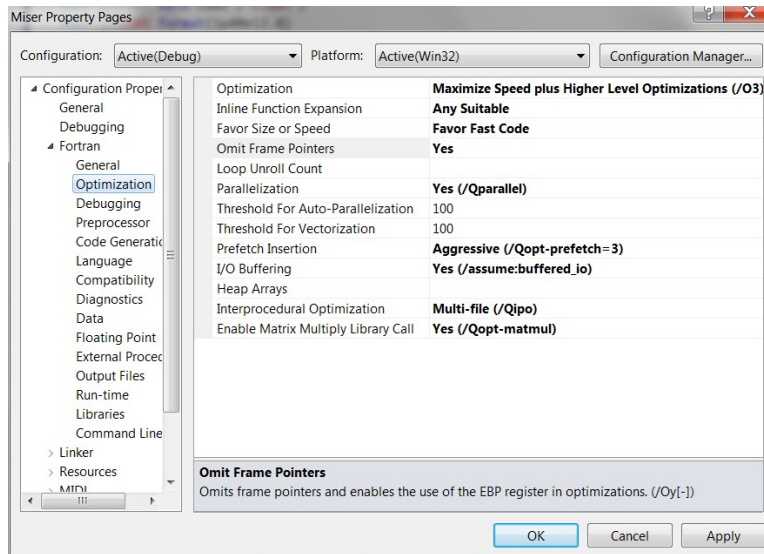 Miser Property Pages
Configuration: Active(Debug) Platform: Active(Win32) Configuration Manager...
Configuration Proper
General
Debugging
Fortran
General
Optimization
Debugging
Preprocessor
Code Generatic
Language
Compatibility
Diagnostics
Data
Floating Point
External Proced
Output Files
Run-time
Libraries
Command Line
Linker
Resources
MIDL
Optimization Maximize Speed plus Higher Level Optimizations (/O3)
Inline Function Expansion Any Suitable
Favor Size or Speed Favor Fast Code
Omit Frame Pointers Yes
Loop Unroll Count
Parallelization Yes (/Qparallel)
Threshold For Auto-Parallelization 100
Threshold For Vectorization 100
Prefetch Insertion Aggressive (/Qopt-prefetch=3)
I/O Buffering Yes (/assume:buffered_io)
Heap Arrays
Interprocedural Optimization Multi-file (/Qipo)
Enable Matrix Multiply Library Call Yes (/Qopt-matmul)
Omit Frame Pointers
Omits frame pointers and enables the use of the EBP register in optimizations. (/Oy[-])
OK Cancel Apply